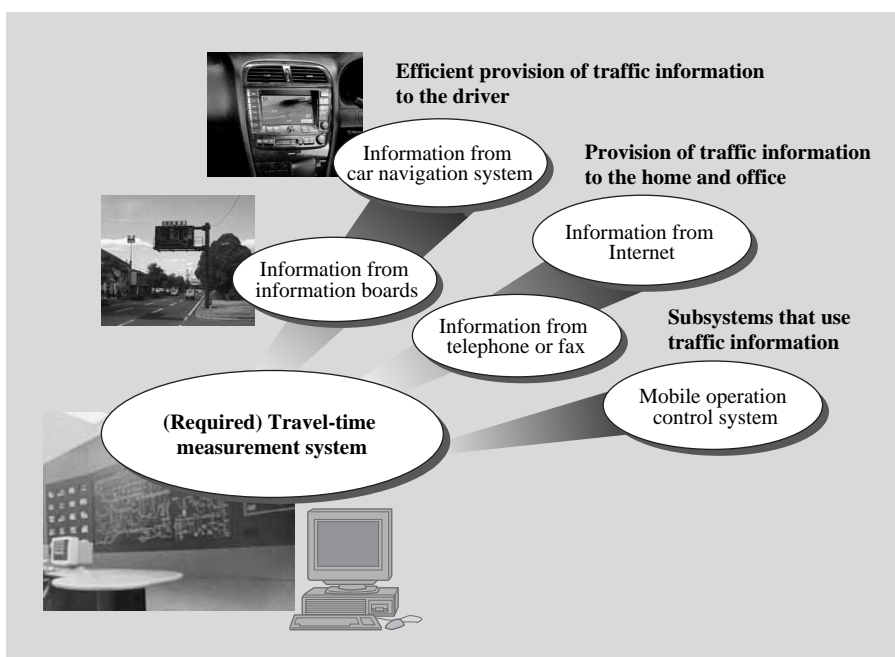 Efficient provision of traffic information
to the driver
Information from
car navigation system
Provision of traffic information
to the home and office
Information from
Internet
Information from
information boards
Information from
telephone or fax
Subsystems that use
traffic information
Mobile operation
control system
(Required) Travel-time
measurement system